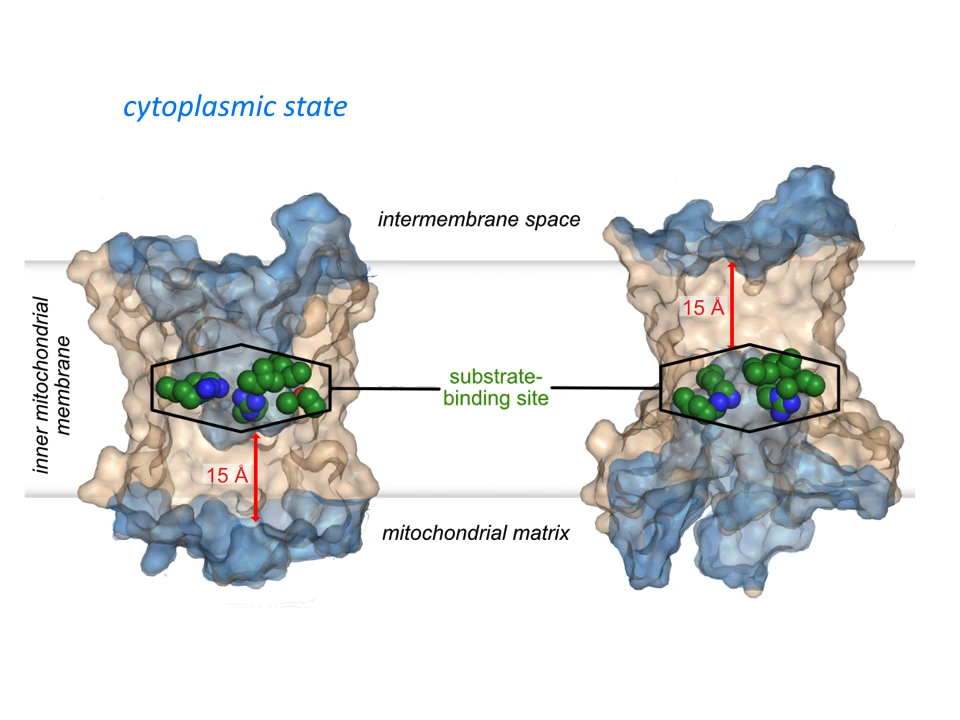 cytoplasmic state
intermembrane space
inner mitochondrial
membrane
15 Å
substrate-
binding site
15 Å
mitochondrial matrix